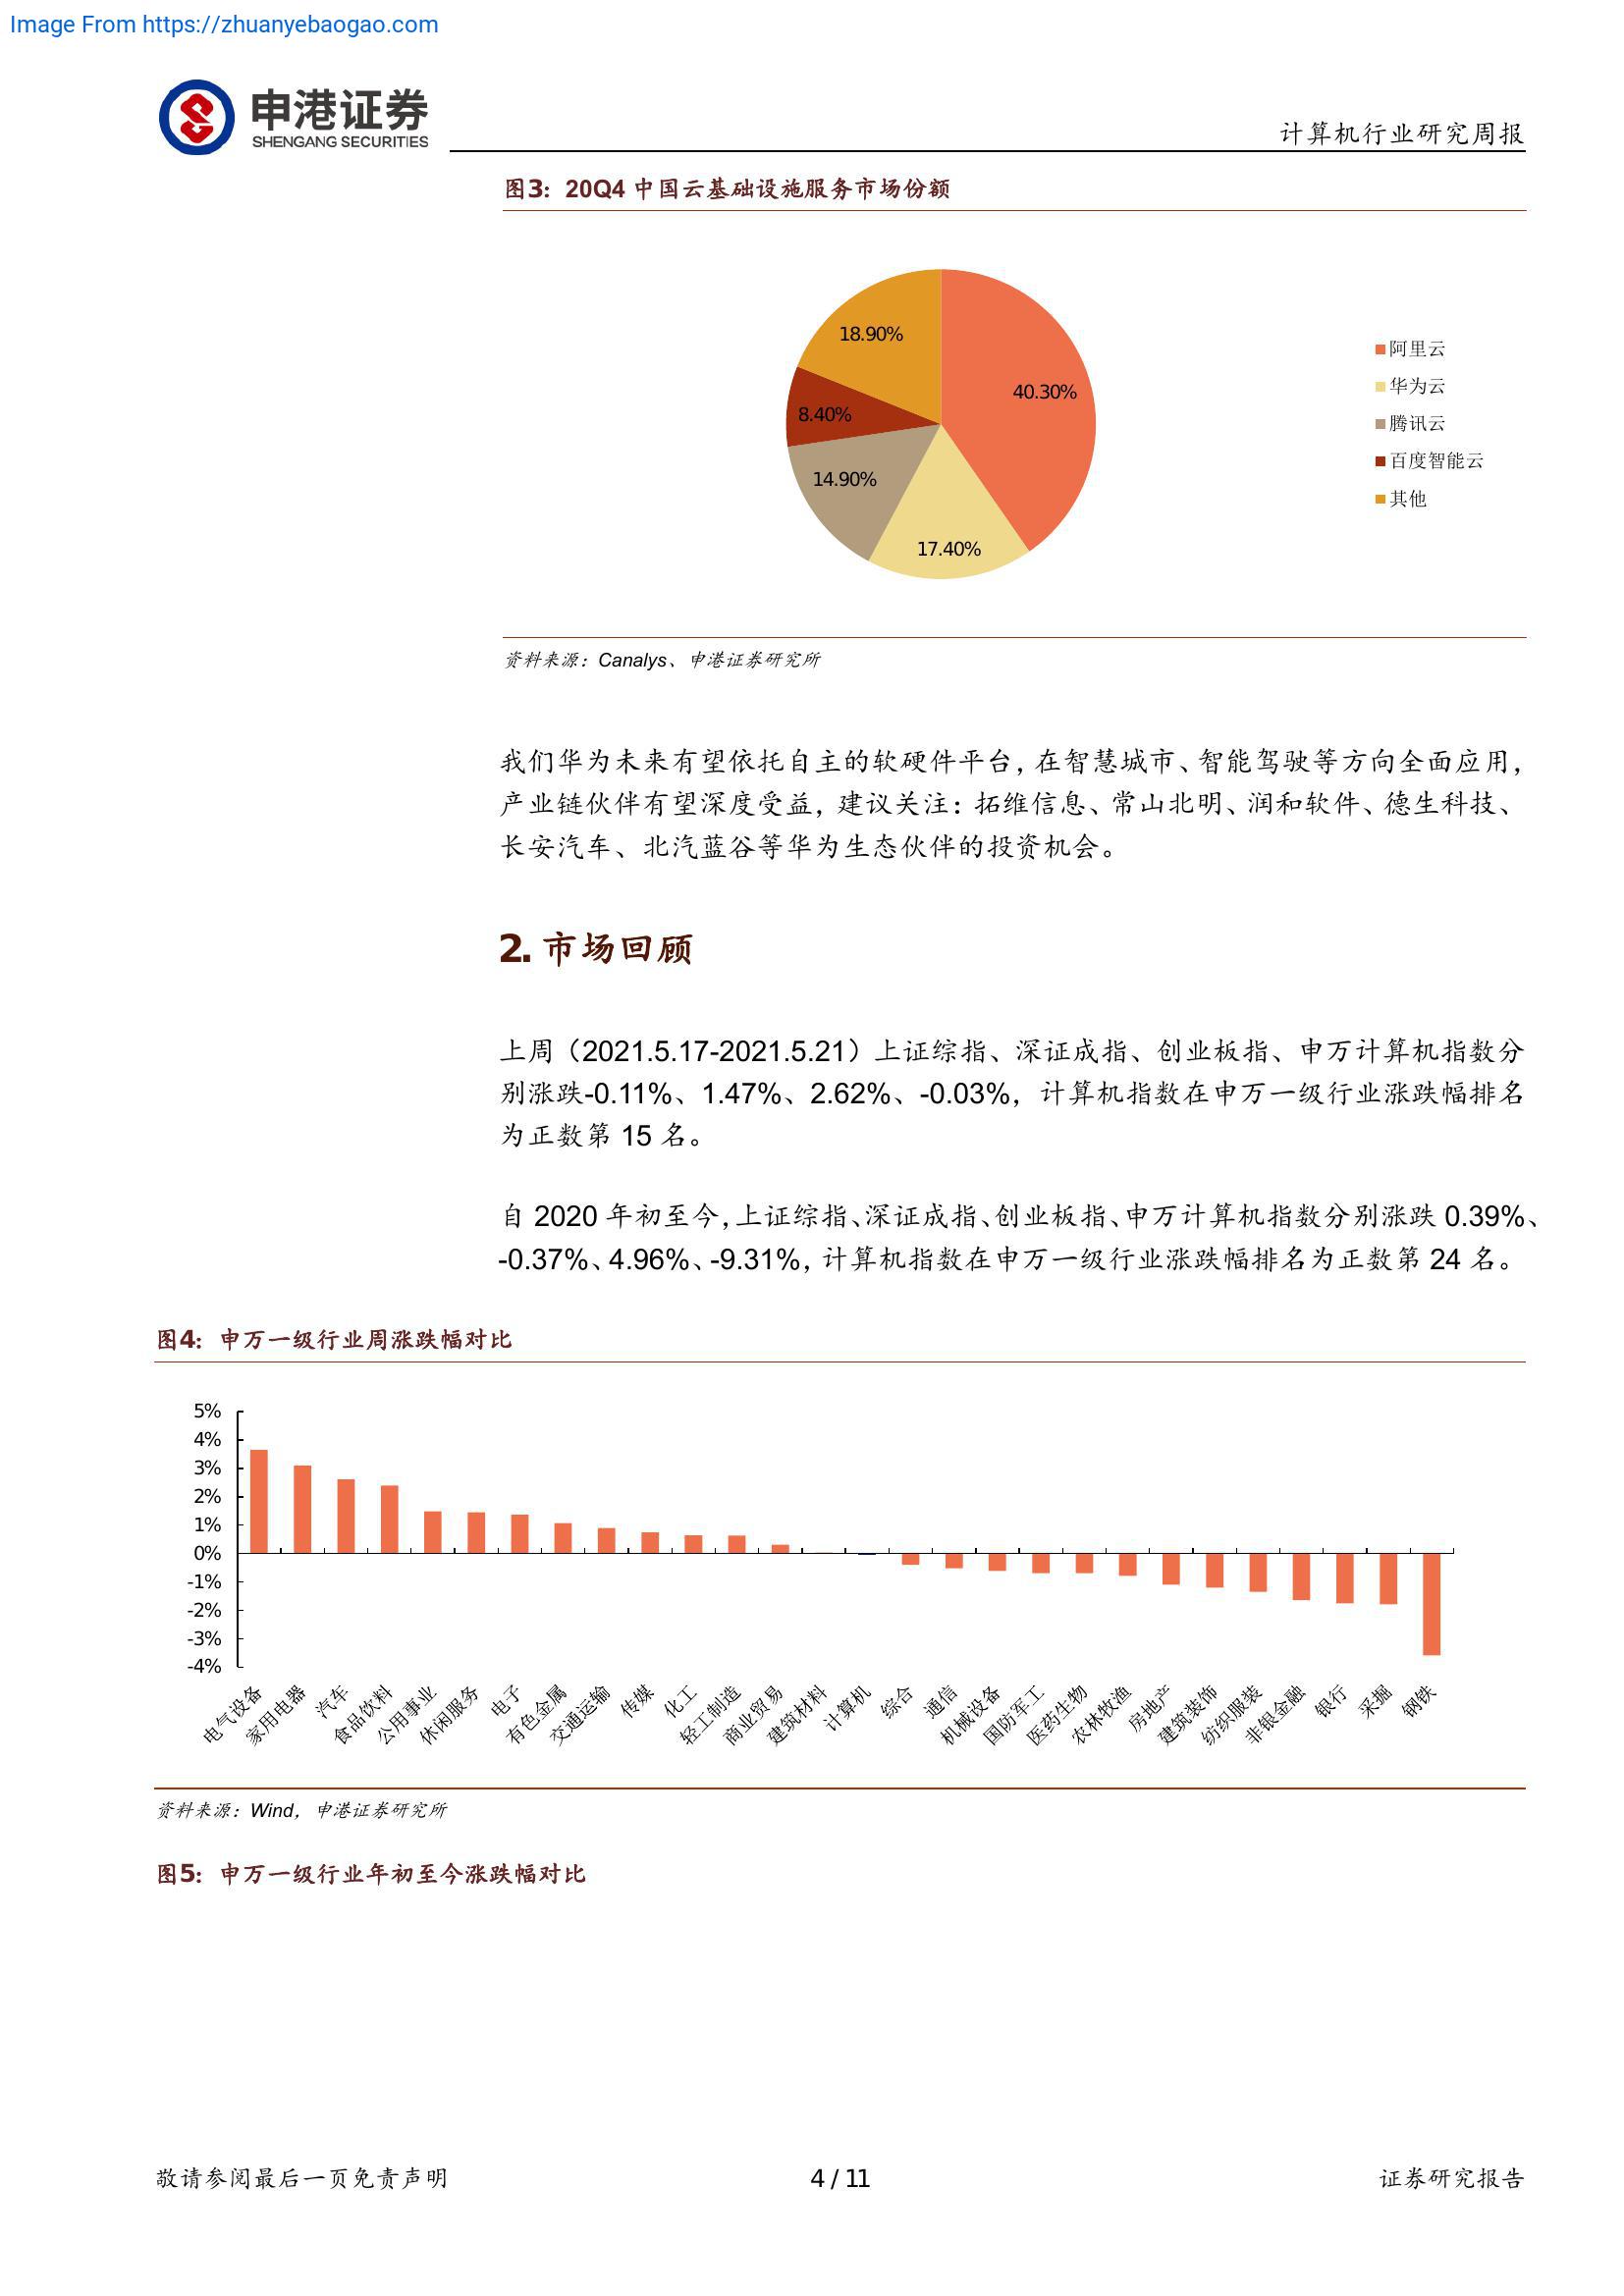 Image From https://zhuanyebaogao.com
申港证券
SHENGANG SECURITIES
计算机行业研究周报
图3：20Q4 中国云基础设施服务市场份额
18.90%
40.30%
8.40%
14.90%
17.40%
阿里云
华为云
腾讯云
百度智能云
其他
资料来源：Canalys、申港证券研究所
我们华为未来有望依托自主的软硬件平台，在智慧城市、智能驾驶等方向全面应用，
产业链伙伴有望深度受益，建议关注：拓维信息、常山北明、润和软件、德生科技、
长安汽车、北汽蓝谷等华为生态伙伴的投资机会。
2. 市场回顾
上周（2021.5.17-2021.5.21）上证综指、深证成指、创业板指、申万计算机指数分
别涨跌-0.11%、1.47%、2.62%、-0.03%，计算机指数在申万一级行业涨跌幅排名
为正数第 15 名。
自 2020 年初至今，上证综指、深证成指、创业板指、申万计算机指数分别涨跌 0.39%、
-0.37%、4.96%、-9.31%，计算机指数在申万一级行业涨跌幅排名为正数第 24 名。
图4：申万一级行业周涨跌幅对比
5%
4%
3%
2%
1%
0%
-1%
-2%
-3%
-4%
电气设备
家用电器
汽车
食品饮料
公用事业
休闲服务
电子
有色金属
交通运输
传媒
化工
轻工制造
商业贸易
建筑材料
计算机
综合
通信
机械设备
国防军工
医药生物
农林牧渔
房地产
建筑装饰
纺织服装
非银金融
银行
采掘
钢铁
资料来源：Wind，申港证券研究所
图5：申万一级行业年初至今涨跌幅对比
敬请参阅最后一页免责声明
4 / 11
证券研究报告